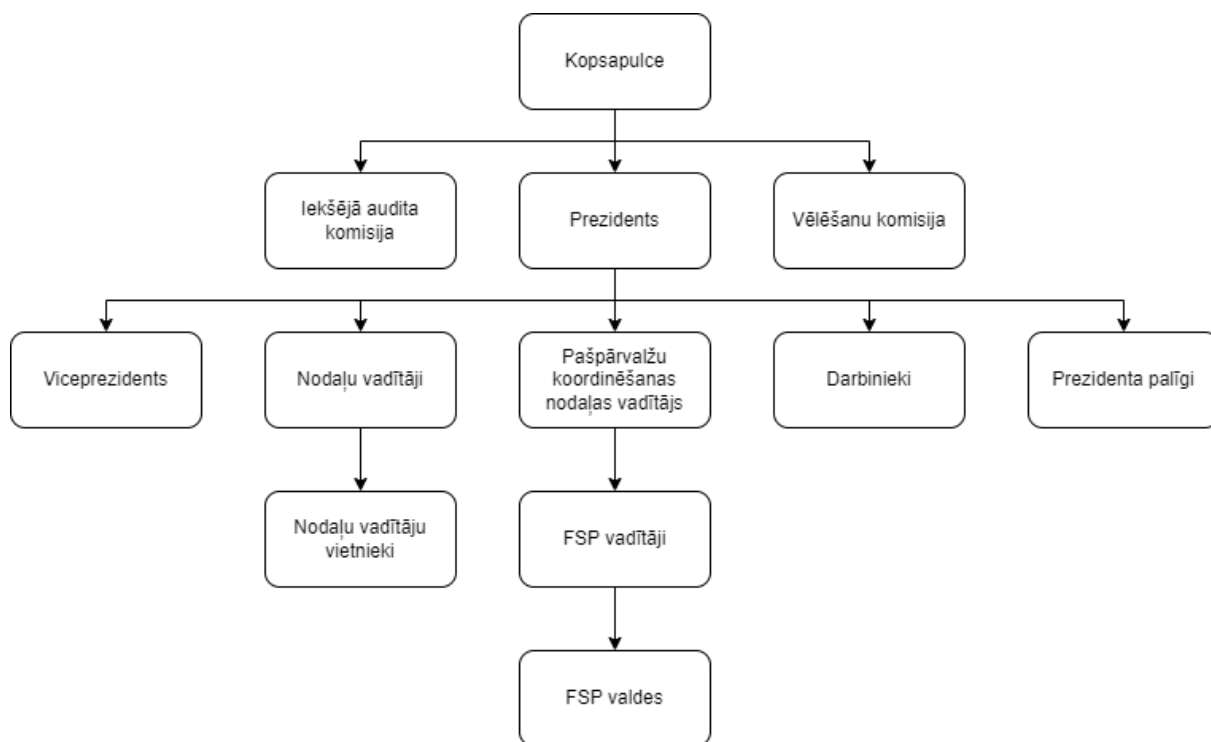 Kopsapulce
Iekšējā audita
komisija
Prezidents
Vēlēšanu komisija
Viceprezidents
Nodaļu vadītāji
Pašpārvalžu
koordinēšanas
nodaļas vadītājs
Darbinieki
Prezidenta palīgi
Nodaļu vadītāju
vietnieki
FSP vadītāji
FSP valdes